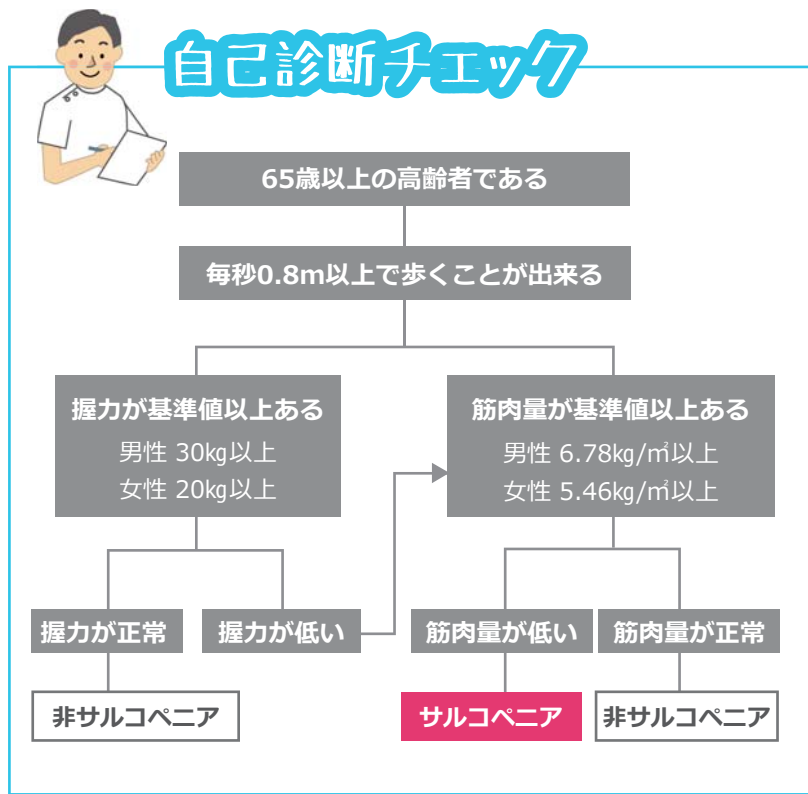 自己診断チェック
65歳以上の高齢者である
毎秒0.8m以上で歩くことが出来る
握力が基準値以上ある
男性 30㎏以上
女性 20㎏以上
筋肉量が基準値以上ある
男性 6.78㎏/㎡以上
女性 5.46㎏/㎡以上
握力が正常
握力が低い
筋肉量が低い
筋肉量が正常
非サルコペニア
サルコペニア
非サルコペニア